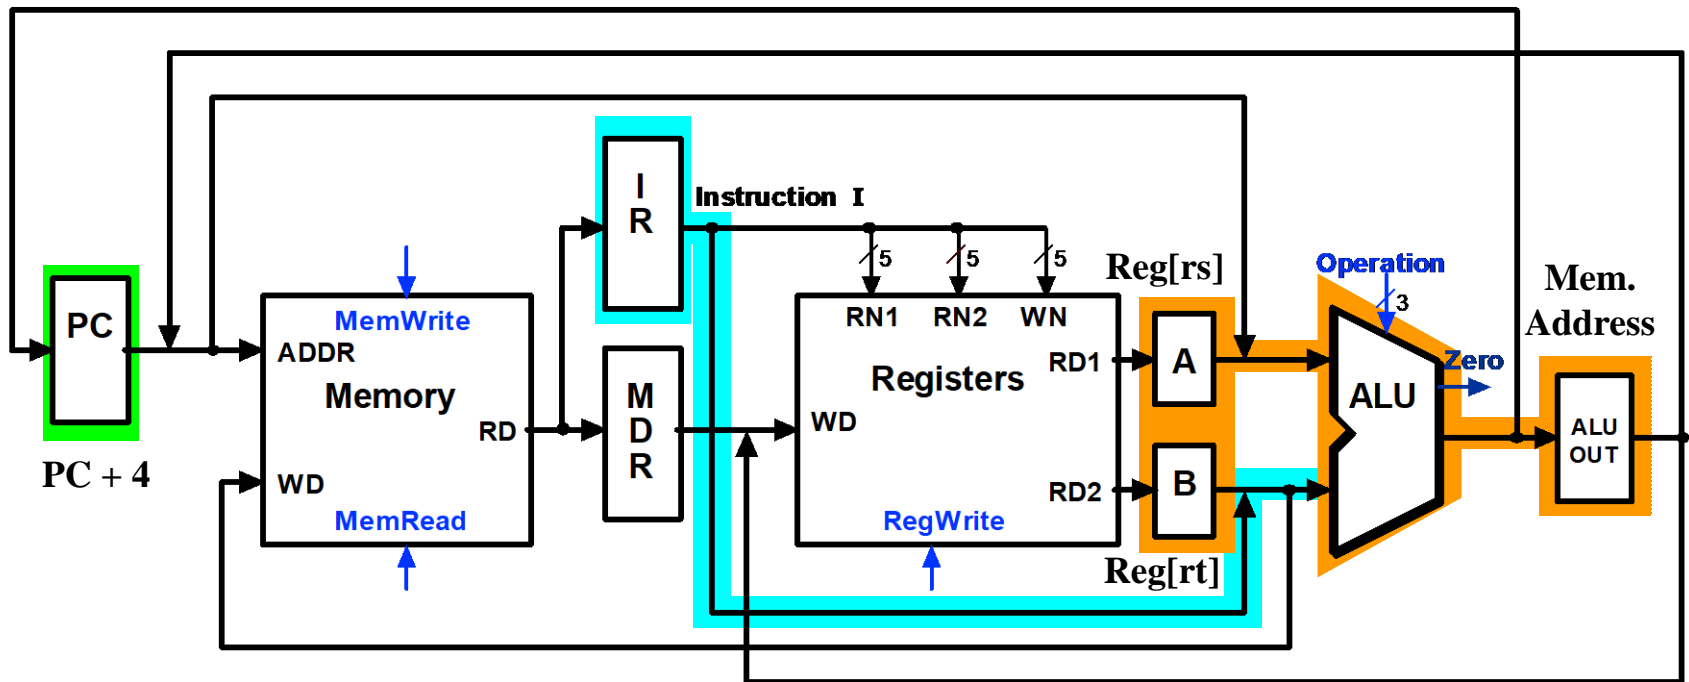 I
R
Instruction I
5
5
5
Reg[rs]
Operation
3
Mem.
Address
PC
PC + 4
MemWrite
ADDR
Memory
RD
WD
MemRead
M
D
R
RN1
RN2
WN
RD1
Registers
WD
RD2
RegWrite
A
B
Reg[rt]
Zero
ALU
ALU
OUT